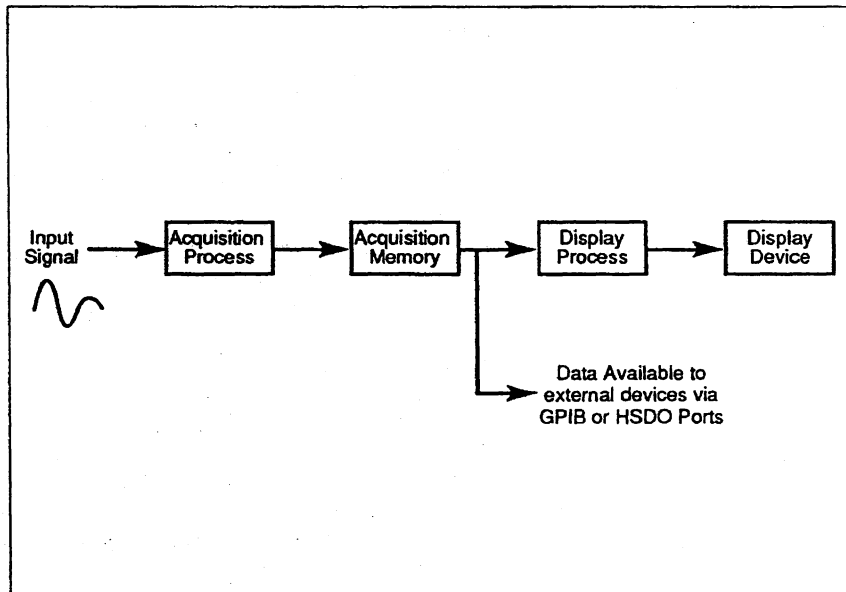 Input
Signal
Acquisition
Process
Acquisition
Memory
Display
Process
Display
Device
Data Available to
external devices via
GPIB or HSDO Ports